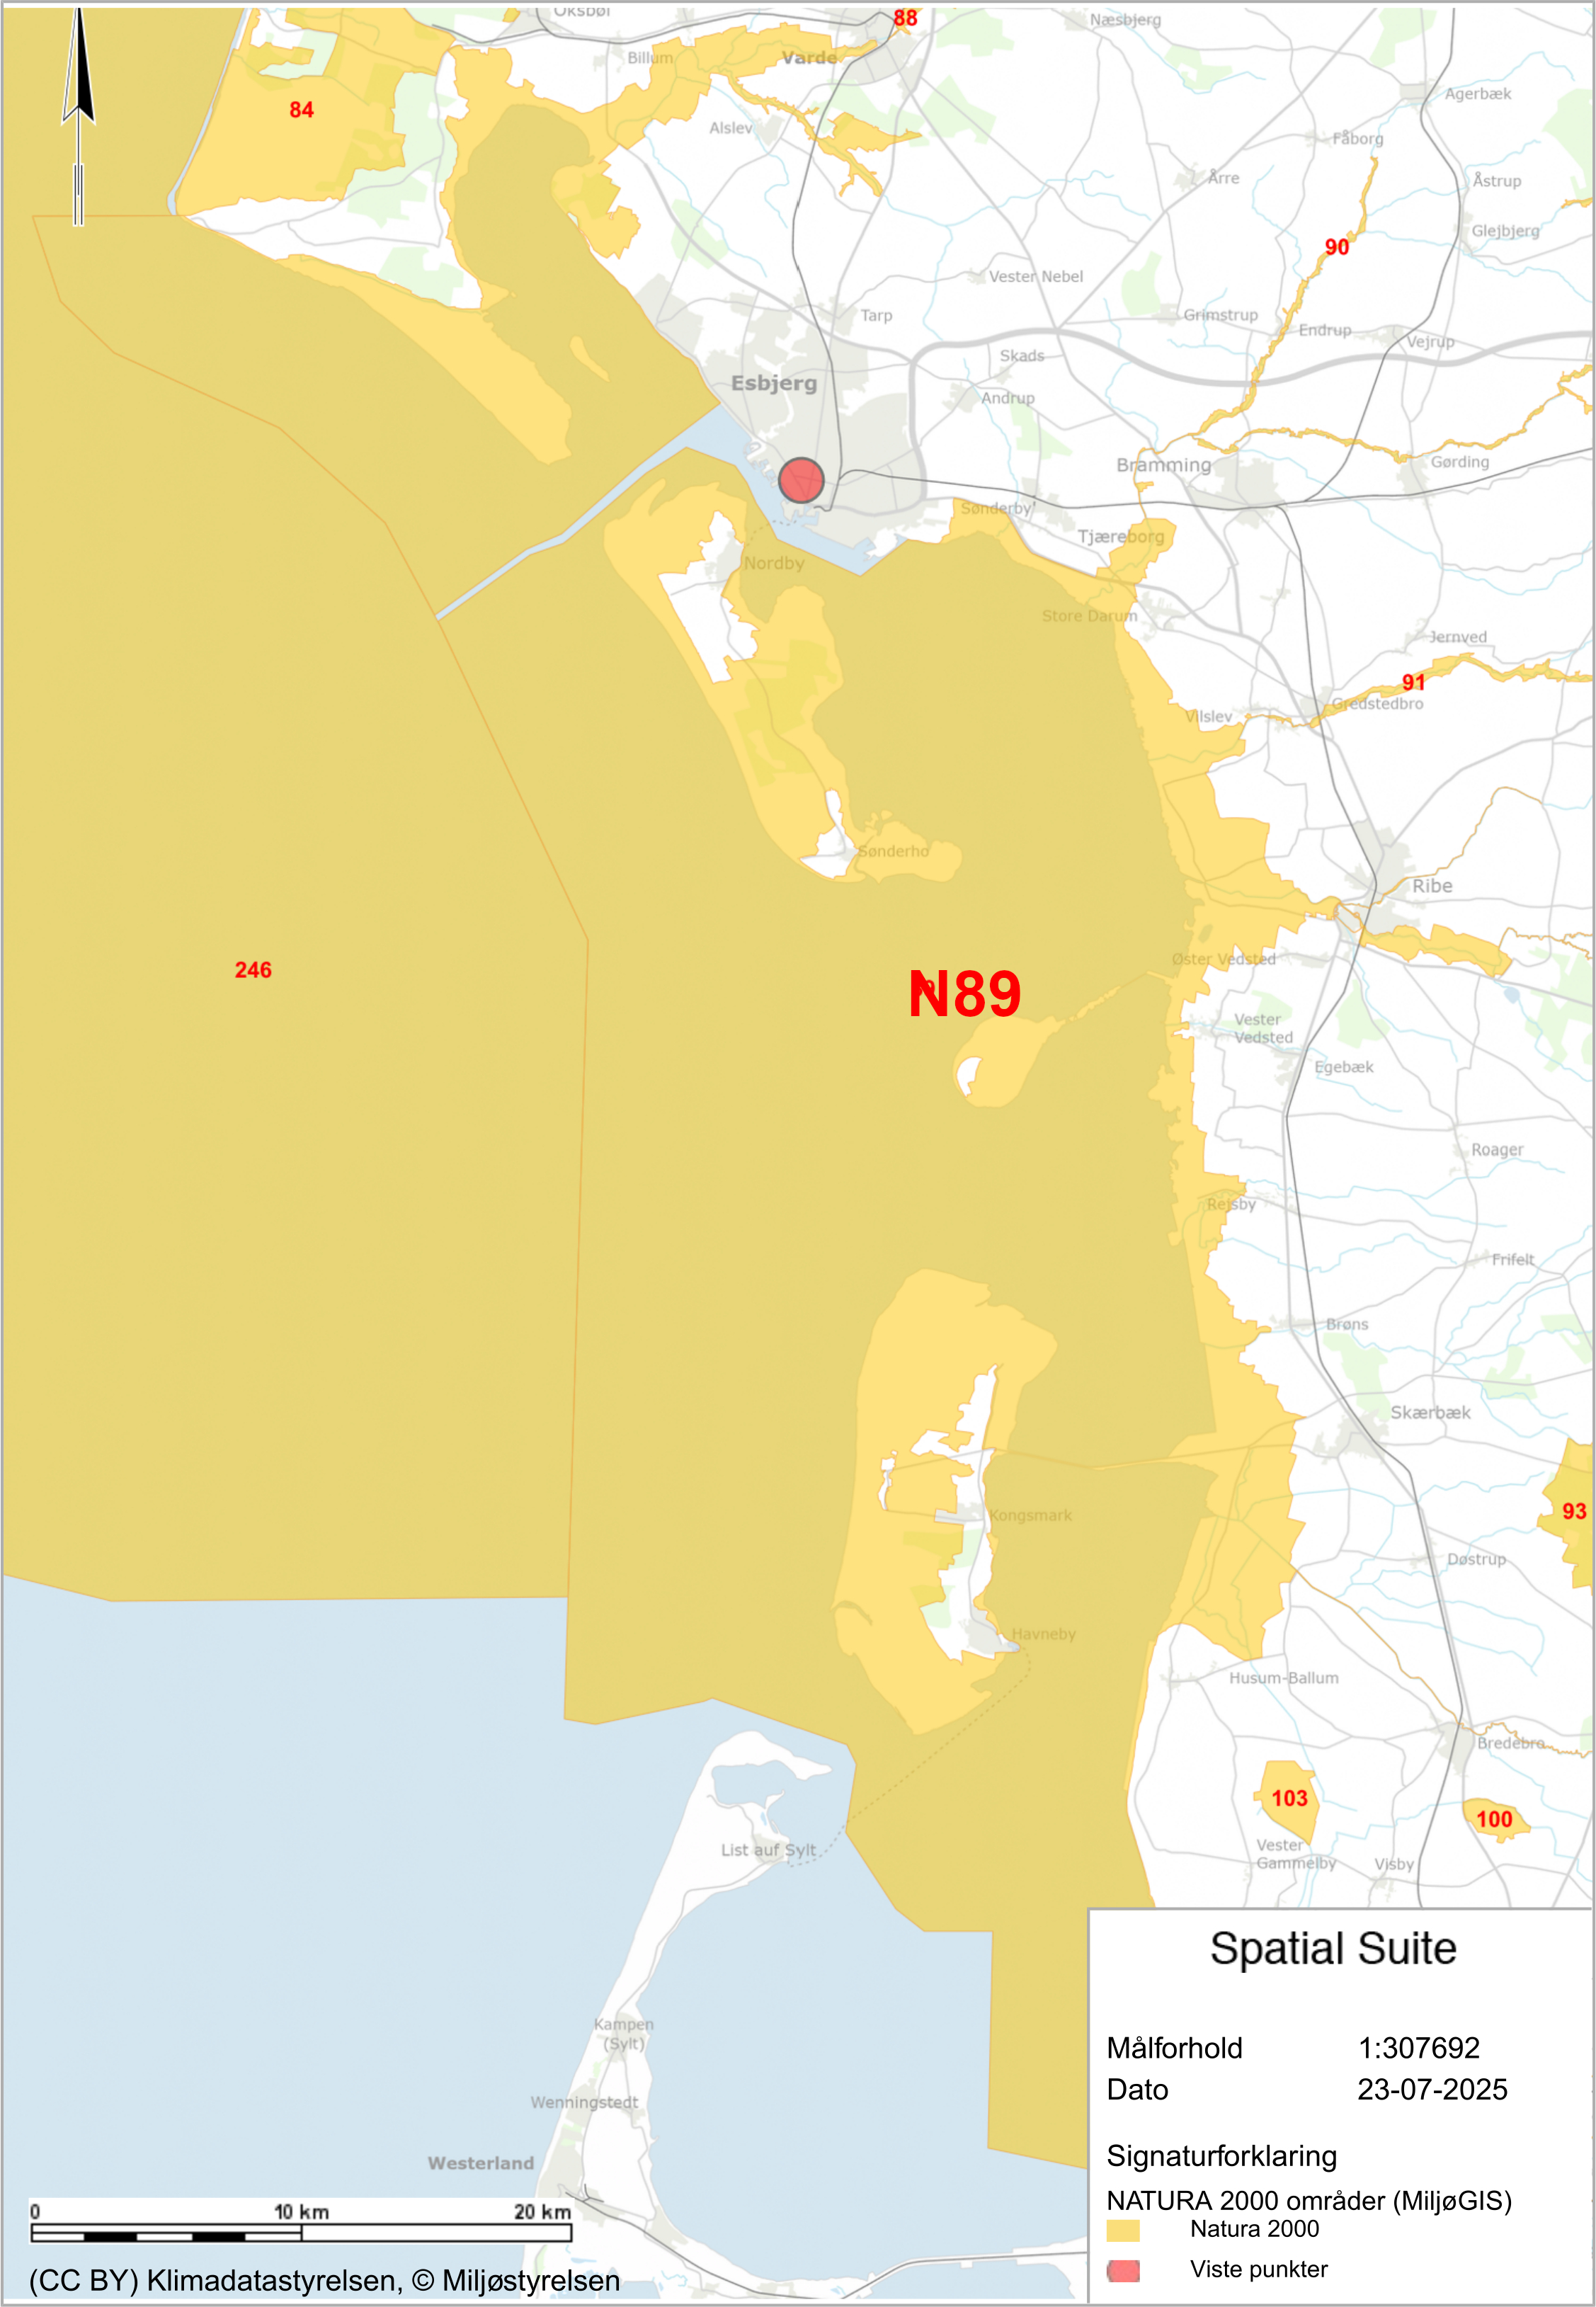 Oksbøl
88
Næsbjerg
Billum
Varde
84
Agerbæk
Alslev
Fåborg
Årre
Åstrup
Glejbjerg
90
Vester Nebel
Tarp
Grimstrup
Endrup
Vejrup
Skads
Esbjerg
Andrup
Bramming
Gørding
Sønderby
Tjæreborg
Nordby
Store Darum
Jernved
91
Gredstedbro
Vilslev
Sønderho
Ribe
Øster Vedsted
246
N89
Vester
Vedsted
Egebæk
Roager
Rejsby
Frifelt
Brøns
Skærbæk
93
Kongsmark
Døstrup
Havneby
Husum-Ballum
Bredebro
103
100
Vester
Gammelby
Visby
List auf Sylt
Kampen
(Sylt)
Wenningstedt
Westerland
0 10 km 20 km
(CC BY) Klimadatastyrelsen, © Miljøstyrelsen
Spatial Suite
Målforhold 1:307692
Dato 23-07-2025
Signaturforklaring
NATURA 2000 områder (MiljøGIS)
Natura 2000
Viste punkter